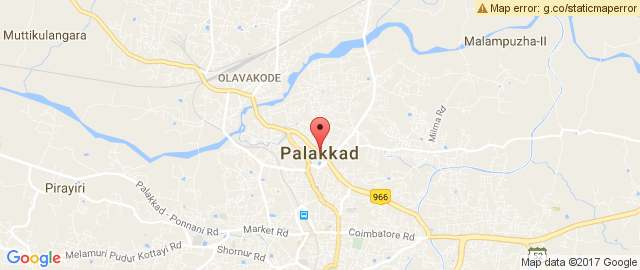 Map error: g.co/staticmaperror
Muttikulangara
Malampuzha-II
OLAVAKODE
Milma Rd
Palakkad
Pirayiri
966
Palakkad - Ponnani Rd
Market Rd
Coimbatore Rd
Shornur Rd
Melamuri Pudur Kottayi Rd
Google
Map data ©2017 Google